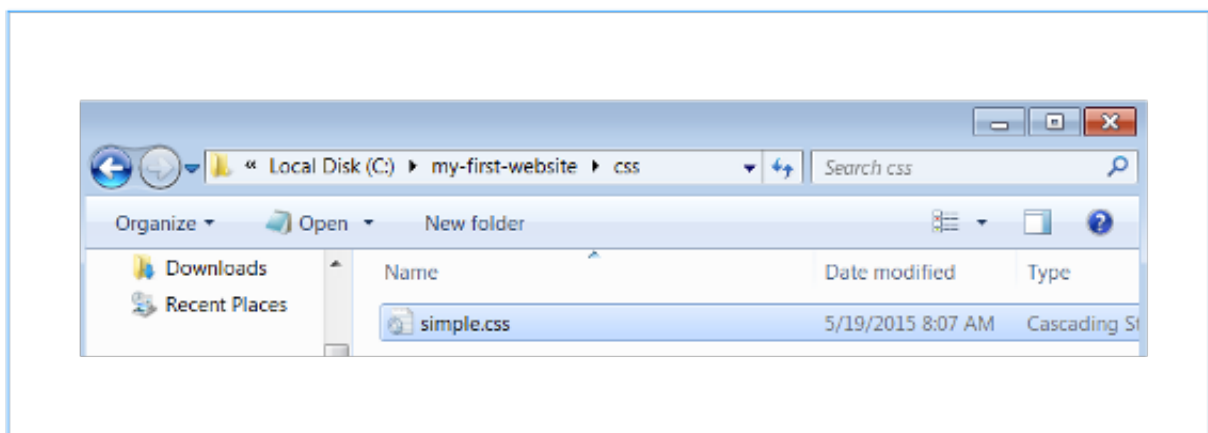 « Local Disk (C:) my-first-website css Search css
Organize Open New folder
Downloads Name Date modified Type
Recent Places
simple.css 5/19/2015 8:07 AM Cascading St